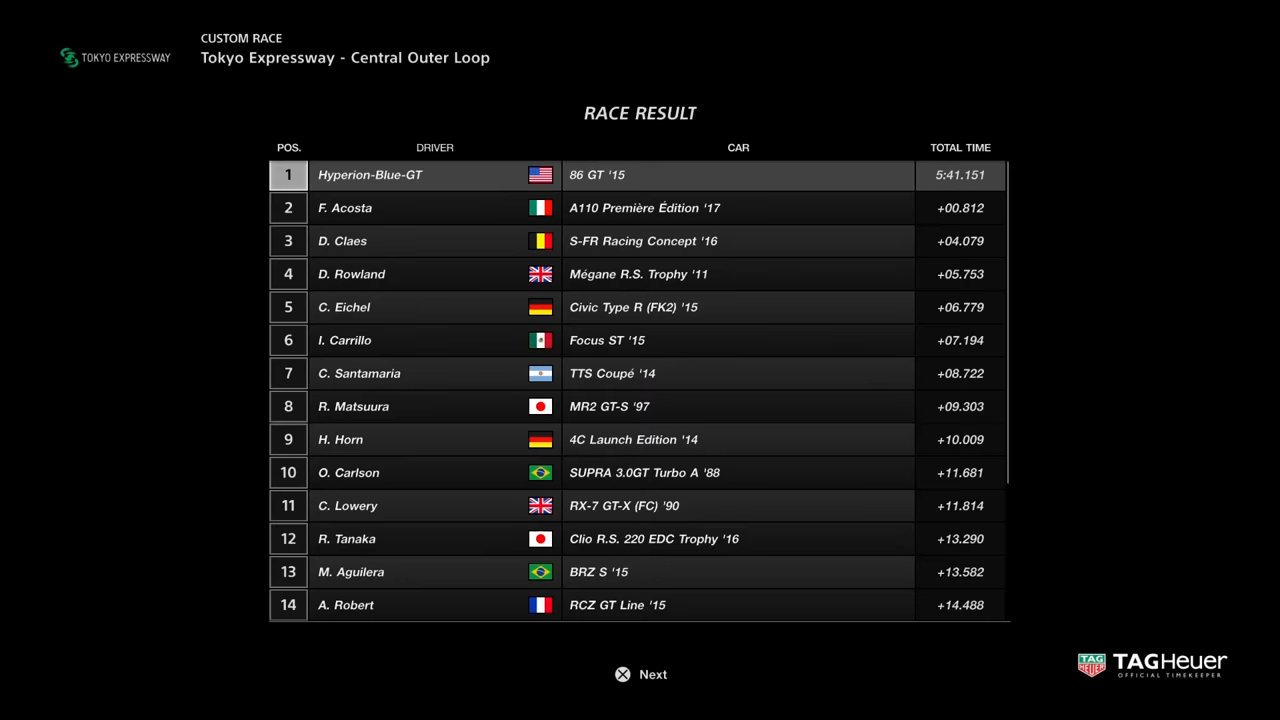 CUSTOM RACE
TOKYO EXPRESSWAY
Tokyo Expressway - Central Outer Loop
RACE RESULT
POS. DRIVER CAR TOTAL TIME
1 Hyperion-Blue-GT 86 GT '15 5:41.151
2 F. Acosta A110 Première Édition '17 +00.812
3 D. Claes S-FR Racing Concept '16 +04.079
4 D. Rowland Mégane R.S. Trophy '11 +05.753
5 C. Eichel Civic Type R (FK2) '15 +06.779
6 I. Carrillo Focus ST '15 +07.194
7 C. Santamaria TTS Coupé '14 +08.722
8 R. Matsuura MR2 GT-S '97 +09.303
9 H. Horn 4C Launch Edition '14 +10.009
10 O. Carlson SUPRA 3.0GT Turbo A '88 +11.681
11 C. Lowery RX-7 GT-X (FC) '90 +11.814
12 R. Tanaka Clio R.S. 220 EDC Trophy '16 +13.290
13 M. Aguilera BRZ S '15 +13.582
14 A. Robert RCZ GT Line '15 +14.488
Next
TAG HEUER TAGHeuer
OFFICIAL TIMEKEEPER